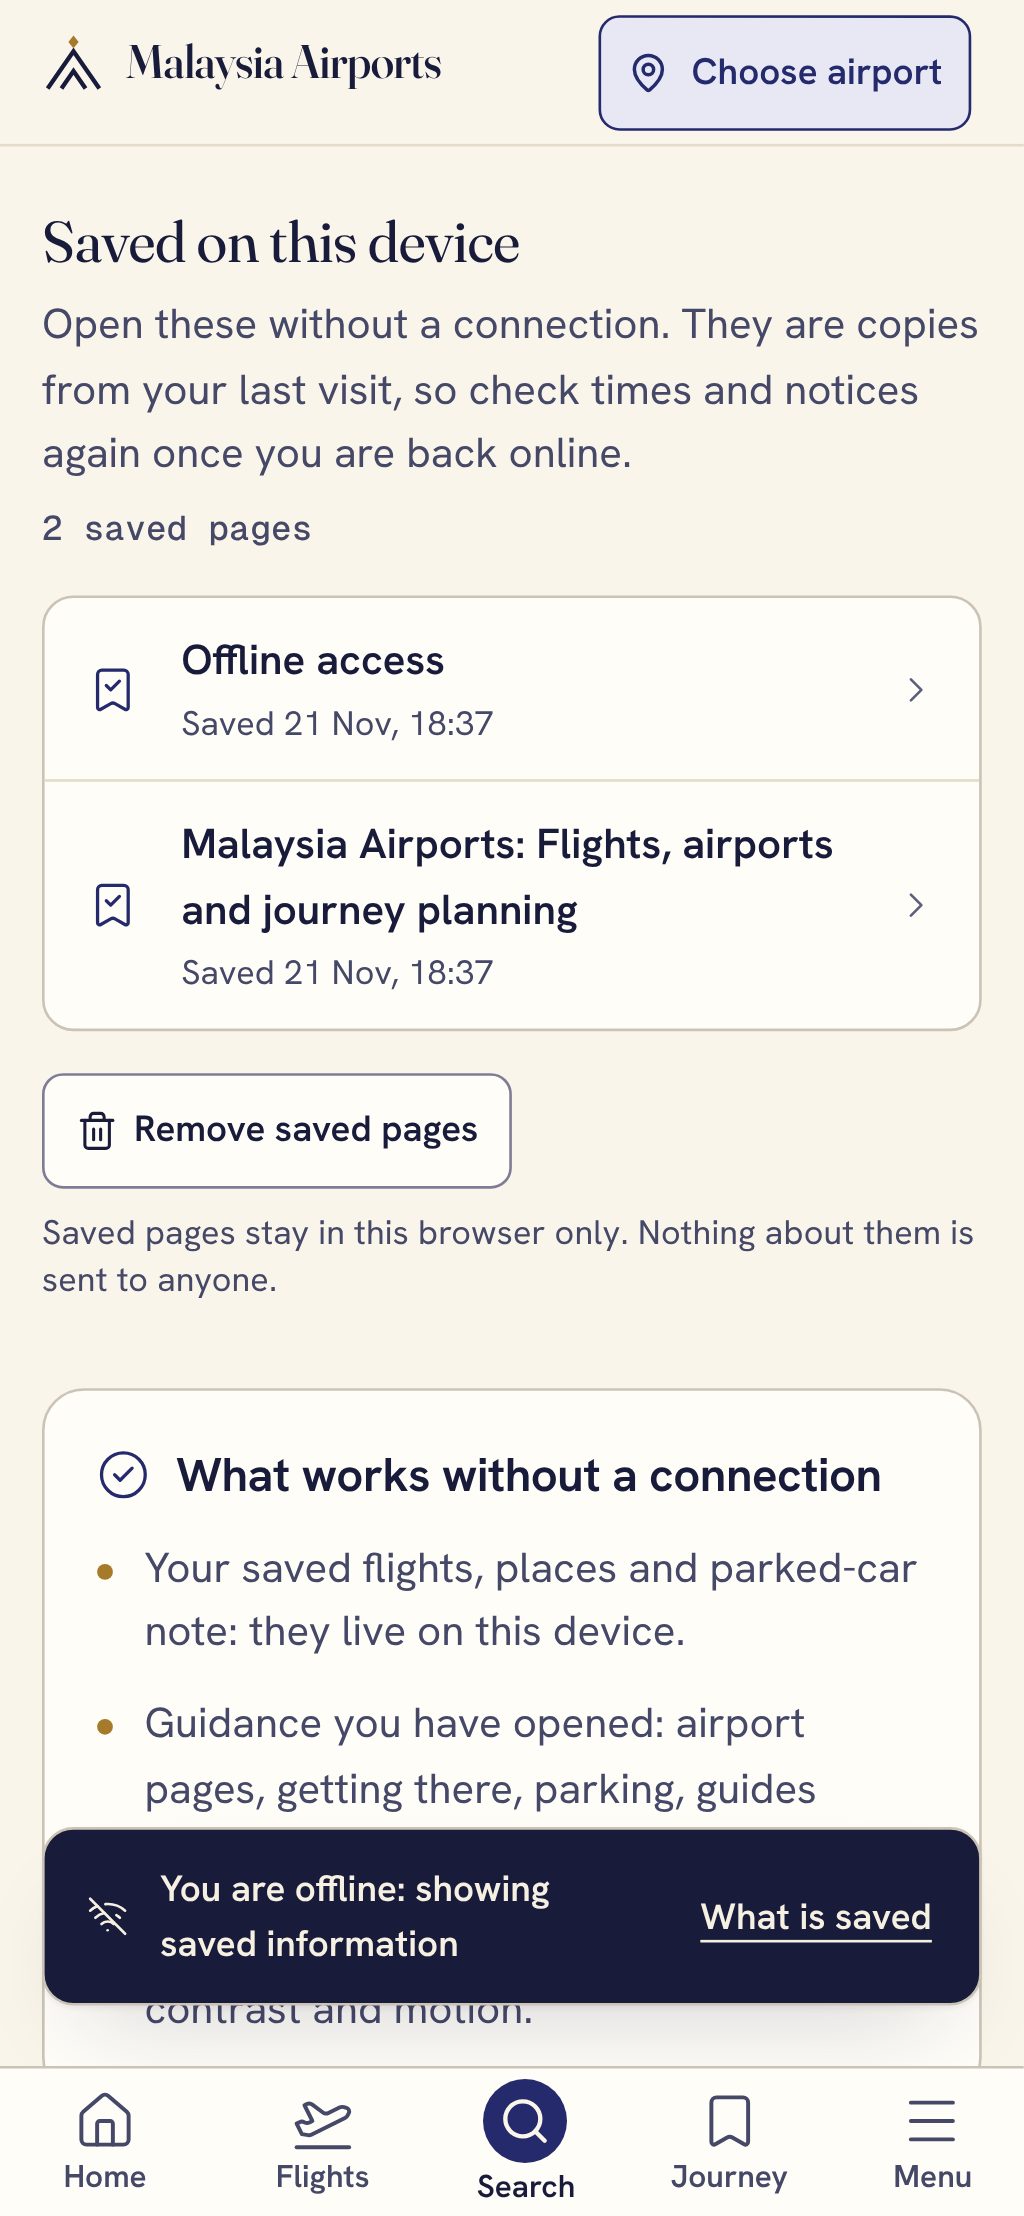 Malaysia Airports
Choose airport
Saved on this device
Open these without a connection. They are copies
from your last visit, so check times and notices
again once you are back online.
2 saved pages
Offline access
Saved 21 Nov, 18:37
Malaysia Airports: Flights, airports
and journey planning
Saved 21 Nov, 18:37
Remove saved pages
Saved pages stay in this browser only. Nothing about them is
sent to anyone.
What works without a connection
Your saved flights, places and parked-car
note: they live on this device.
Guidance you have opened: airport
pages, getting there, parking, guides
You are offline: showing
saved information
What is saved
contrast and motion.
Home
Flights
Search
Journey
Menu